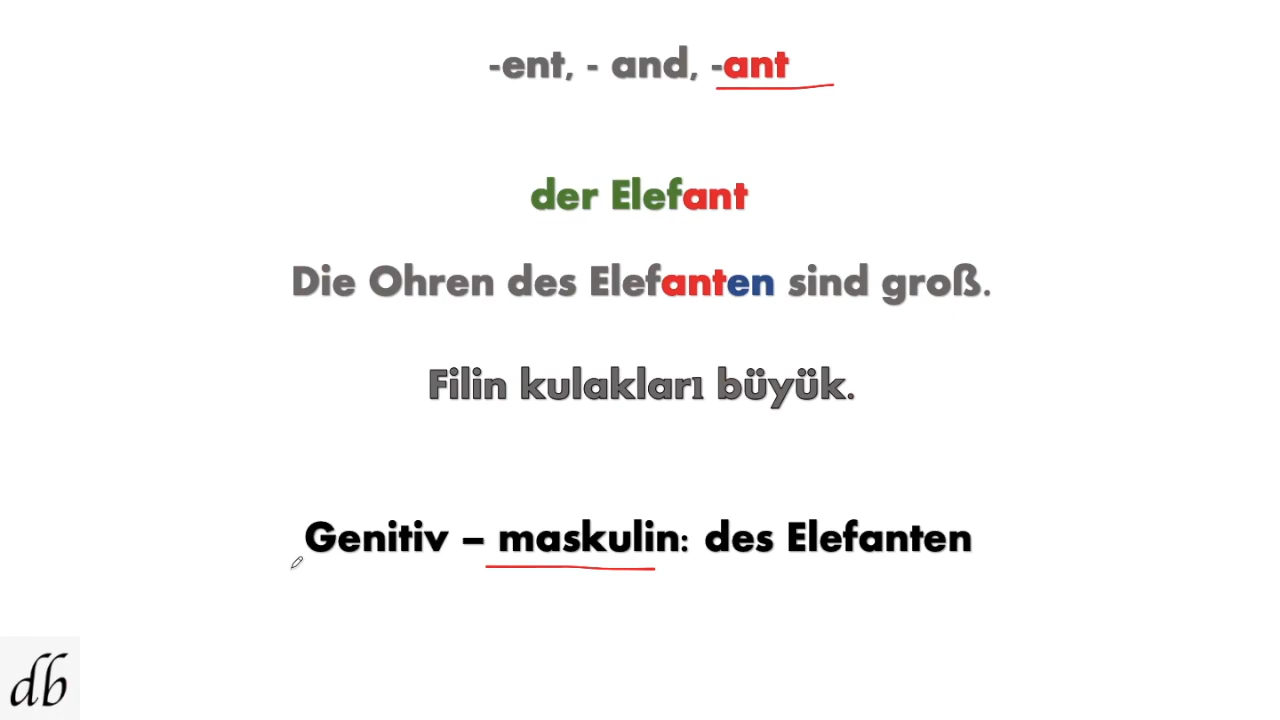 -ent, - and, -ant
der Elefant
Die Ohren des Elefanten sind groß.
Filin kulakları büyük.
Genitiv – maskulin: des Elefanten
db